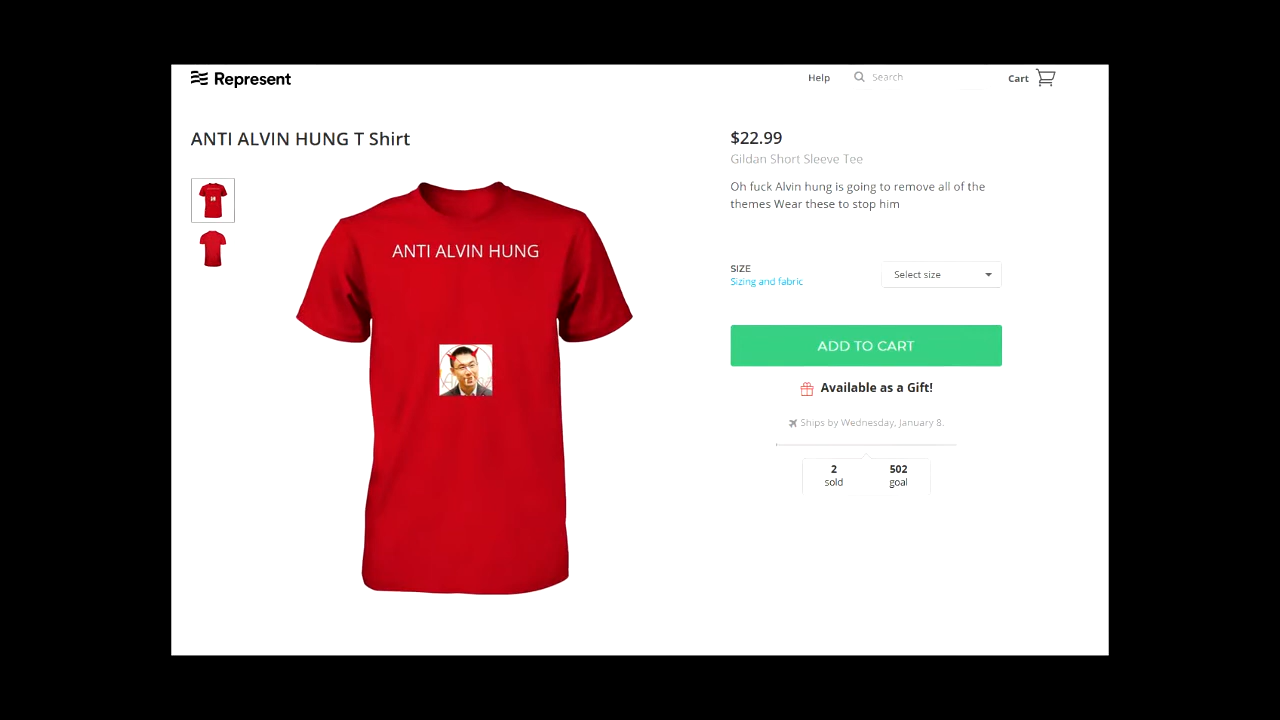 Represent
Help
Search
Cart
ANTI ALVIN HUNG T Shirt
ANTI ALVIN HUNG
$22.99
Gildan Short Sleeve Tee
Oh fuck Alvin hung is going to remove all of the
themes Wear these to stop him
SIZE
Sizing and fabric
Select size
ADD TO CART
Available as a Gift!
Ships by Wednesday, January 8.
2
502
sold
goal